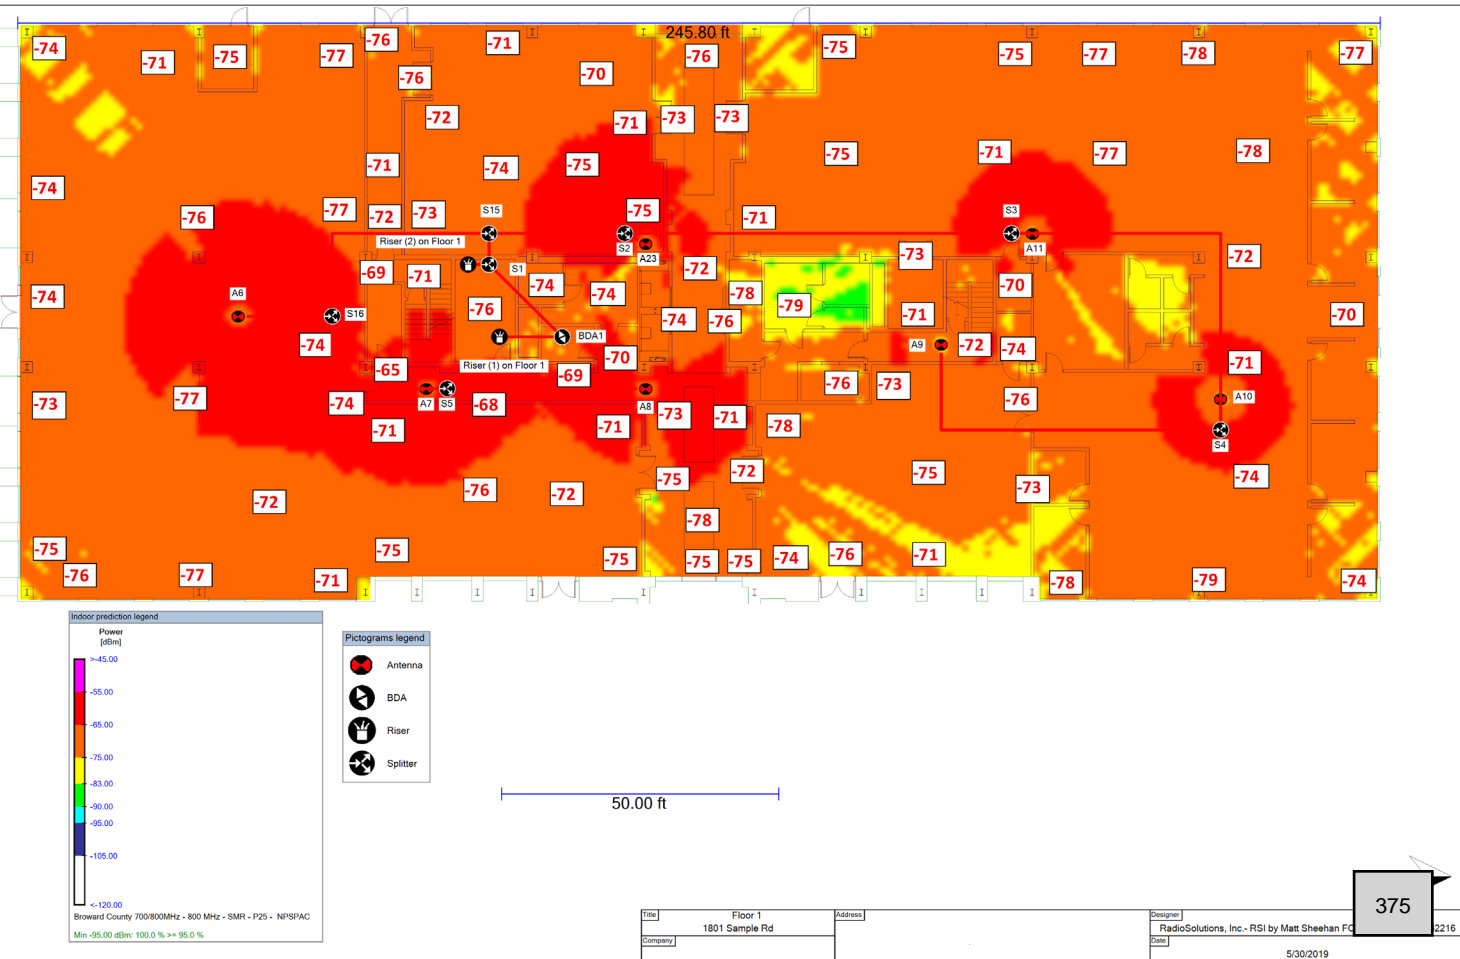 245.80 ft
-74
-71
-75
-77
-76
-76
-71
-70
-76
-75
-75
-77
-78
-77
-72
-71
-73
-73
-71
-74
-75
-75
-71
-77
-78
-74
-76
-77
-72
-73
S15
-75
-71
S3
Riser (2) on Floor 1
S2
A23
A11
-72
-73
-69
-71
S1
-74
-72
-70
-74
A6
-76
-74
-78
-79
-71
-70
S16
-74
-76
-74
BDA1
A9
-72
-74
-70
-71
Riser (1) on Floor 1
-65
-69
-76
-73
-73
-77
-74
A7
S5
-68
A8
-73
-71
-76
A10
-71
-71
-78
S4
-72
-76
-72
-75
-72
-75
-73
-74
-78
-75
-76
-77
-71
-75
-75
-75
-75
-74
-76
-71
-78
-79
-74
Indoor prediction legend
Power
[dBm]
>-45.00
-55.00
-65.00
-75.00
-83.00
-90.00
-95.00
-105.00
<-120.00
Broward County 700/800MHz - 800 MHz - SMR - P25 - NPSPAC
Min -95.00 dBm: 100.0 % >= 95.0 %
Pictograms legend
Antenna
BDA
Riser
Splitter
50.00 ft
375
Title
Floor 1
1801 Sample Rd
Company
Address
Designer
RadioSolutions, Inc.- RSI by Matt Sheehan FC
2216
Date
5/30/2019